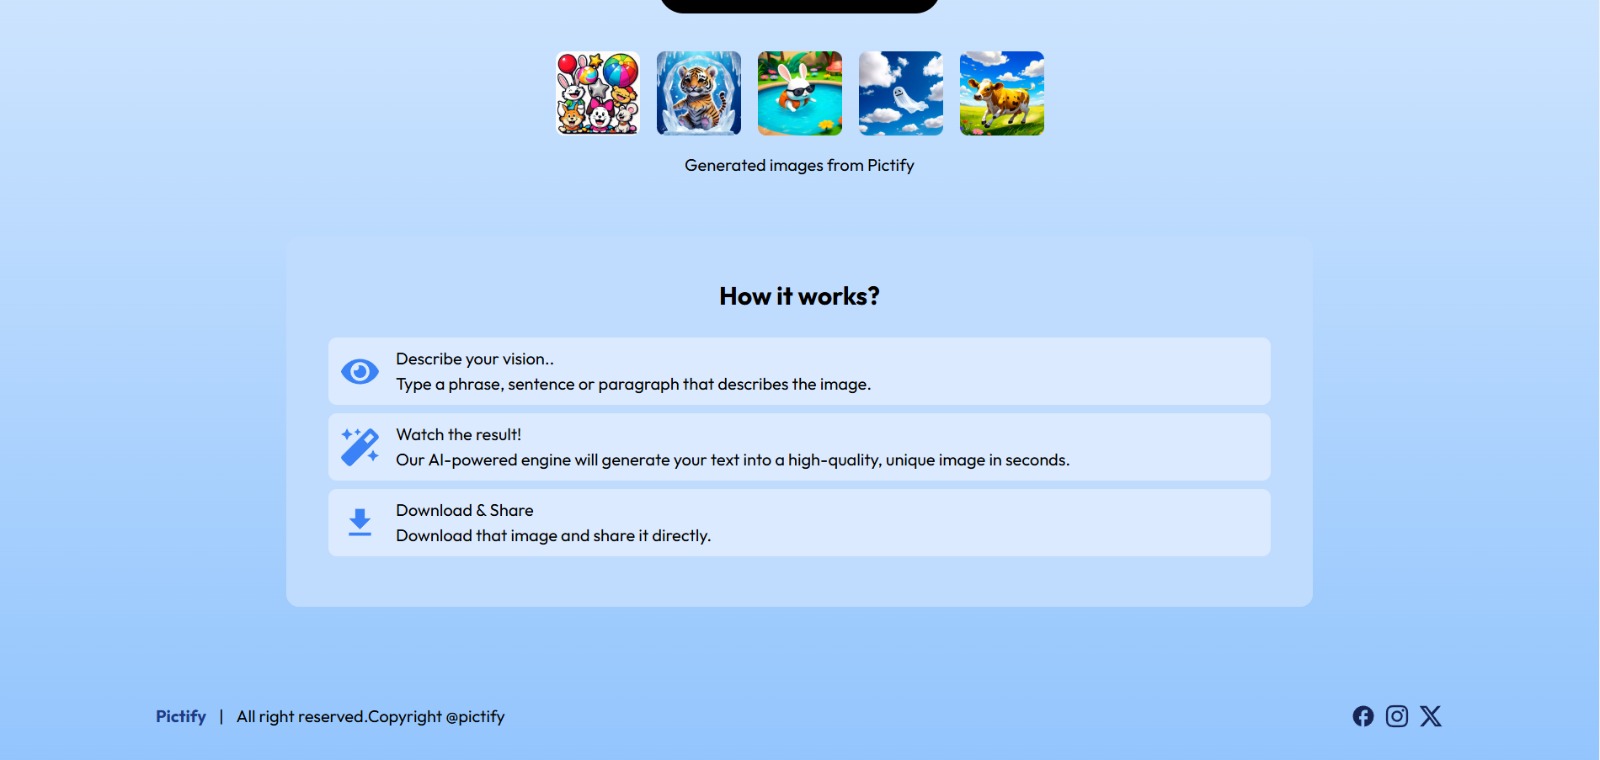 Generated images from Pictify
How it works?
Describe your vision..
Type a phrase, sentence or paragraph that describes the image.
Watch the result!
Our AI-powered engine will generate your text into a high-quality, unique image in seconds.
Download & Share
Download that image and share it directly.
Pictify | All right reserved.Copyright @pictify